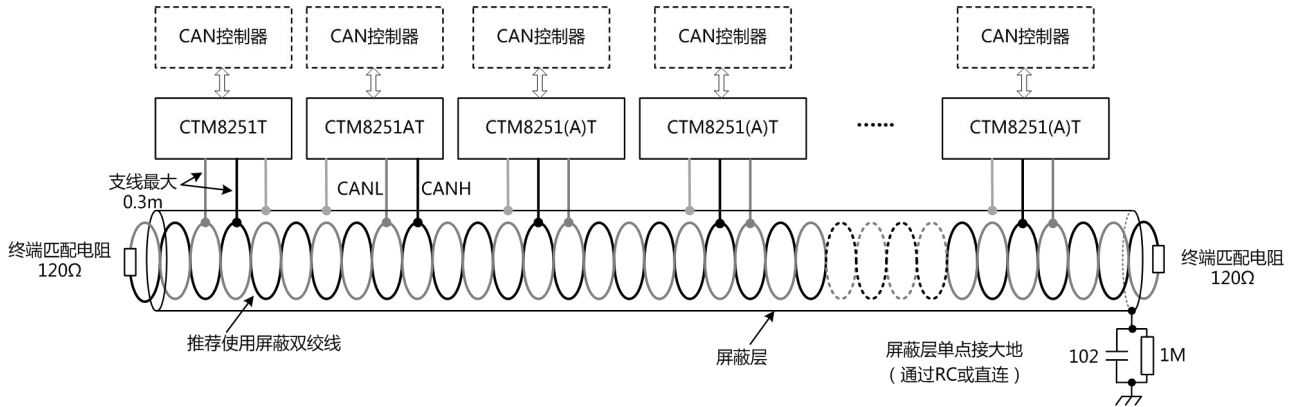 CAN控制器
CAN控制器
CAN控制器
CAN控制器
CAN控制器
CTM8251T
CTM8251AT
CTM8251(A)T
CTM8251(A)T
······
CTM8251(A)T
支线最大
0.3m
CANL
CANH
终端匹配电阻
120Ω
终端匹配电阻
120Ω
推荐使用屏蔽双绞线
屏蔽层
屏蔽层单点接大地
（通过RC或直连）
102
1M